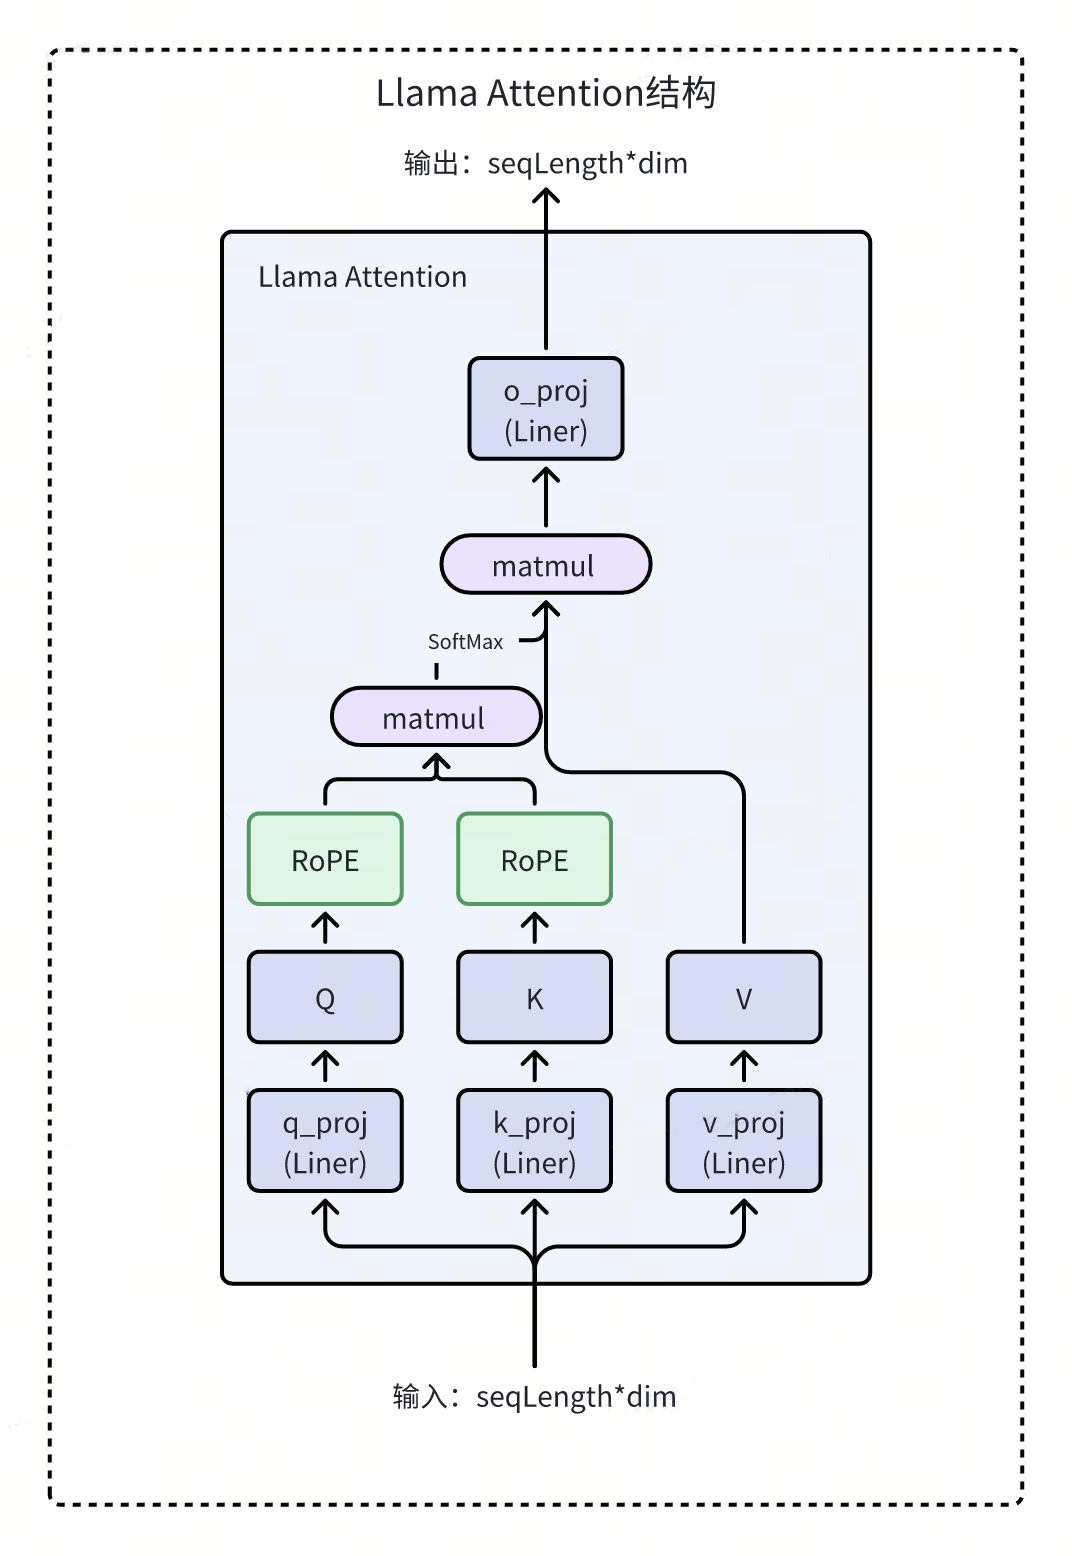 Llama Attention结构
输出：seqLength*dim
Llama Attention
o_proj
(Liner)
matmul
SoftMax
matmul
RoPE
RoPE
Q
K
V
q_proj
(Liner)
k_proj
(Liner)
v_proj
(Liner)
输入：seqLength*dim